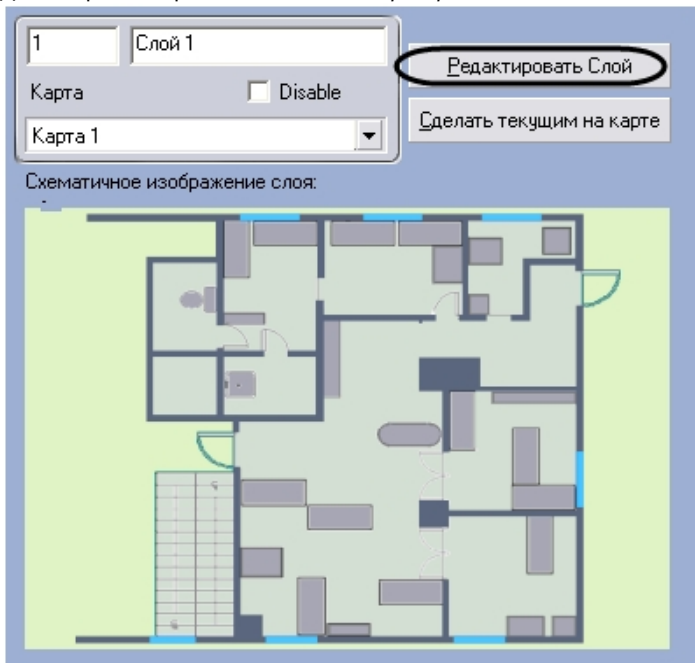 1 Слой 1
Редактировать Слой
Карта Disable
Сделать текущим на карте
Карта 1
Схематичное изображение слоя: